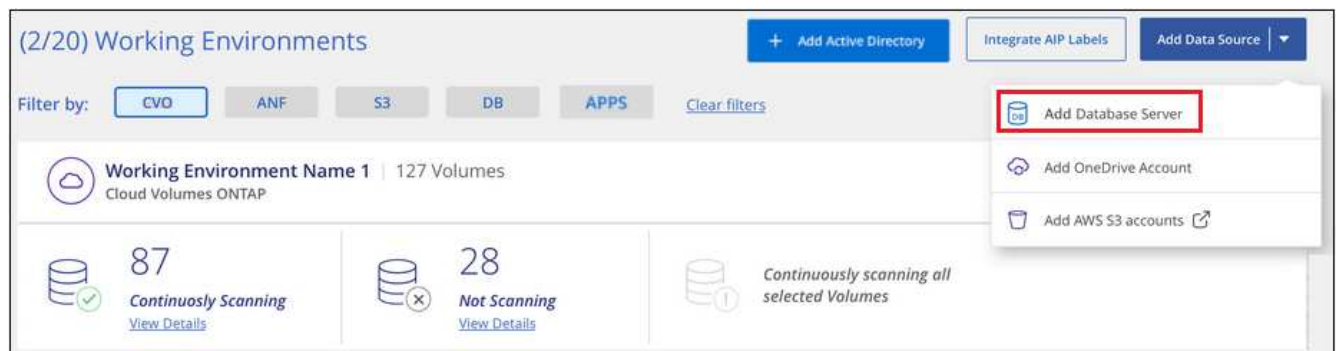 (2/20) Working Environments
+ Add Active Directory
Integrate AIP Labels
Add Data Source
Filter by:
CVO
ANF
S3
DB
APPS
Clear filters
DB
Add Database Server
Add OneDrive Account
Add AWS S3 accounts
Working Environment Name 1 | 127 Volumes
Cloud Volumes ONTAP
87
Continuosly Scanning
View Details
28
Not Scanning
View Details
Continuously scanning all
selected Volumes